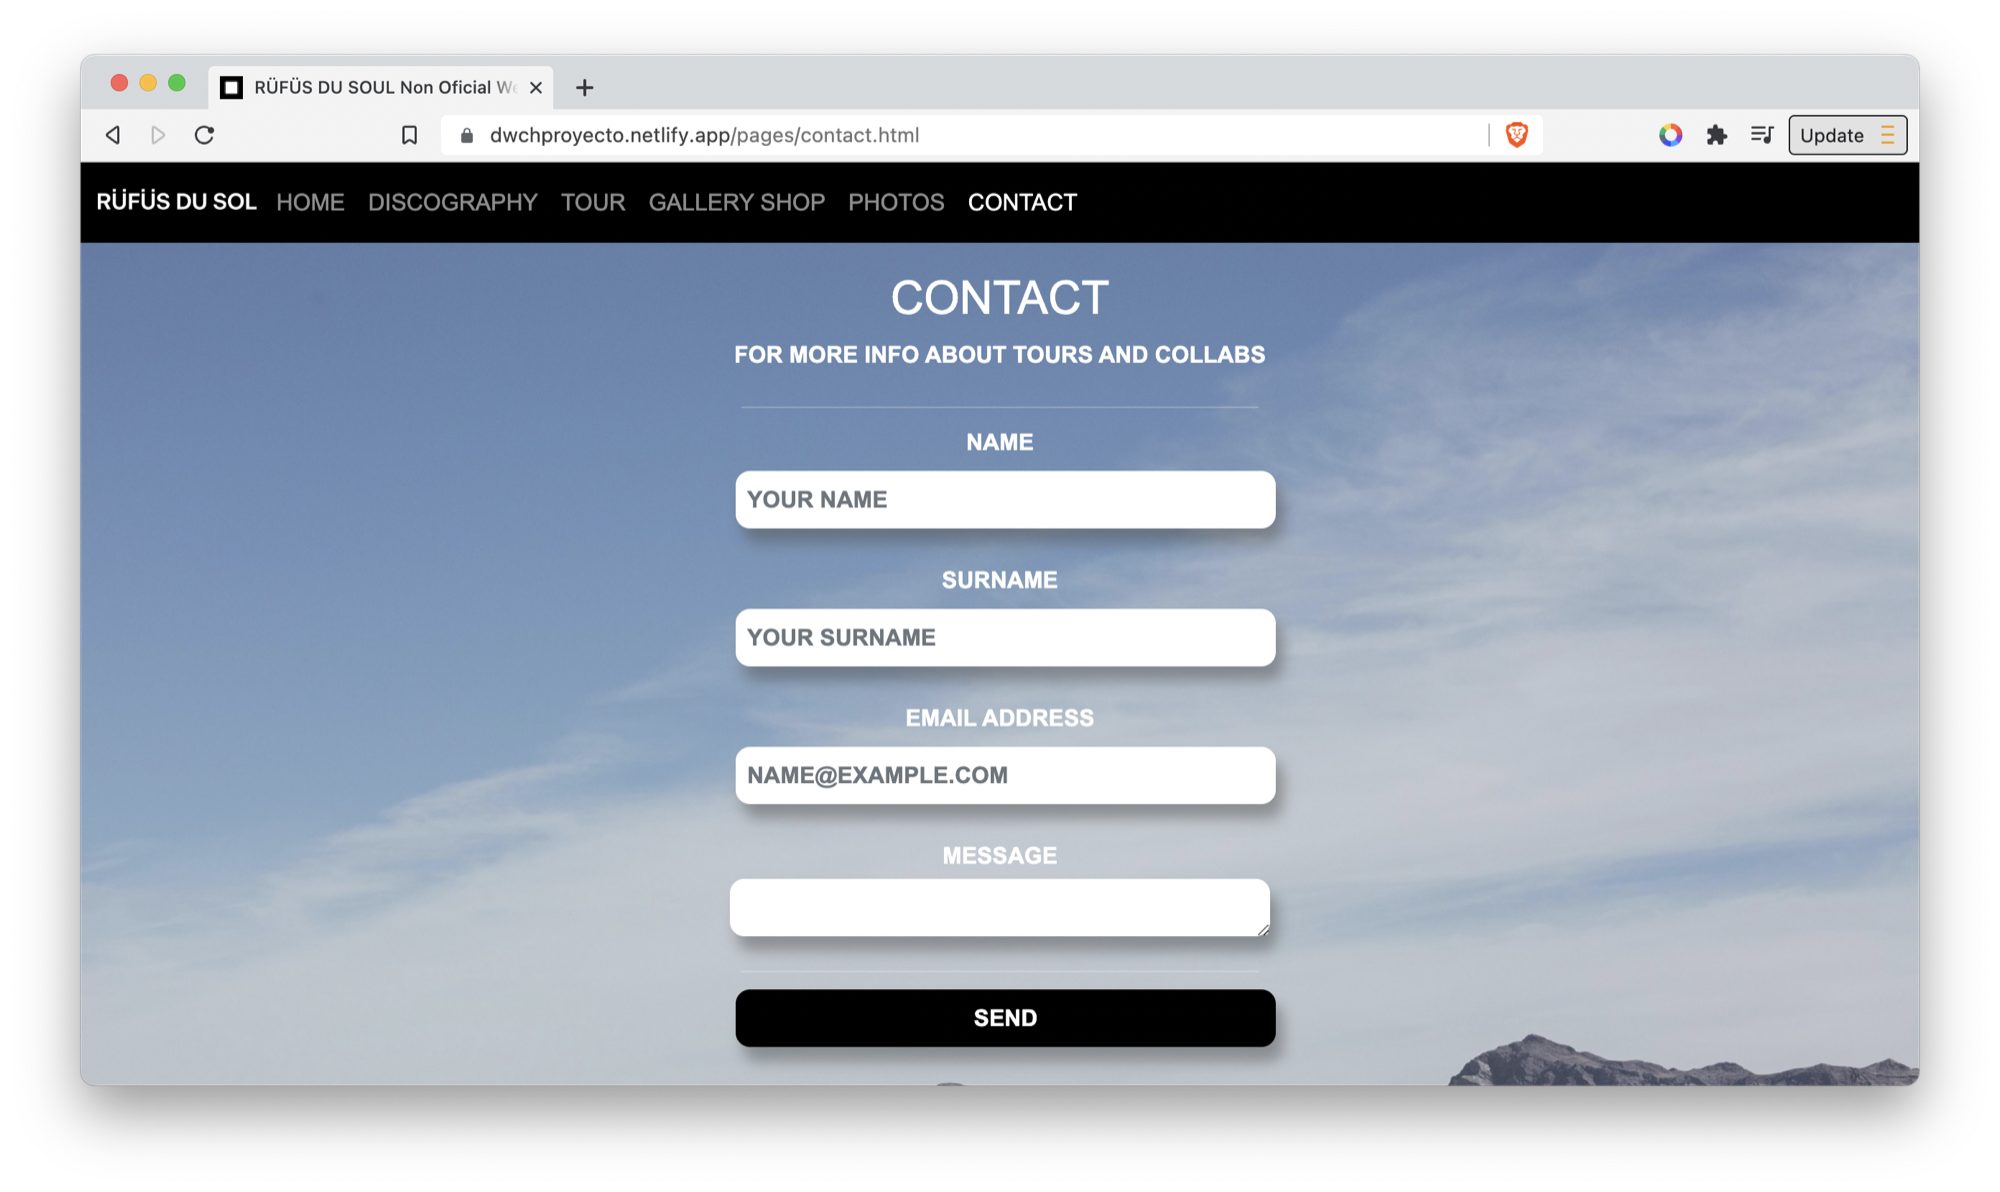 RÜFÜS DU SOUL Non Oficial We
dwchproyecto.netlify.app/pages/contact.html
Update
RÜFÜS DU SOL HOME DISCOGRAPHY TOUR GALLERY SHOP PHOTOS CONTACT
CONTACT
FOR MORE INFO ABOUT TOURS AND COLLABS
NAME
YOUR NAME
SURNAME
YOUR SURNAME
EMAIL ADDRESS
NAME@EXAMPLE.COM
MESSAGE
SEND